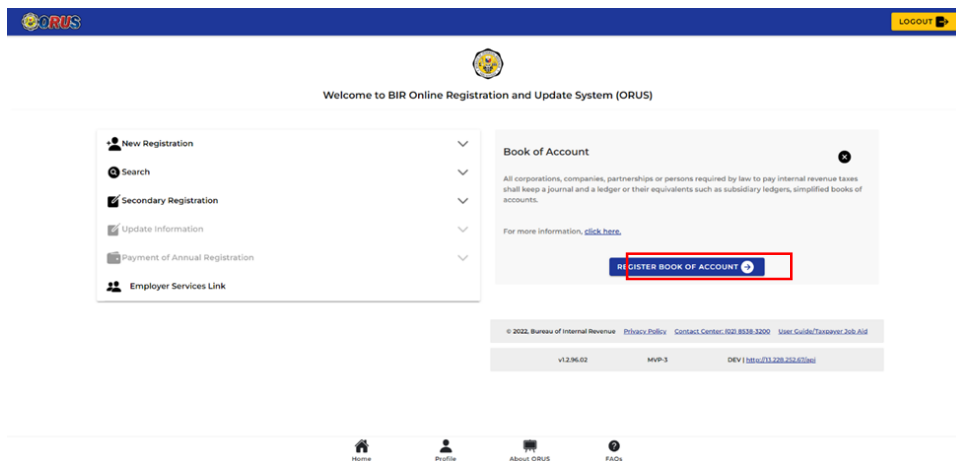 ORUS
LOGOUT
Welcome to BIR Online Registration and Update System (ORUS)
New Registration
Search
Secondary Registration
Update Information
Payment of Annual Registration
Employer Services Link
Book of Account
All corporations, companies, partnerships or persons required by law to pay internal revenue taxes
shall keep a journal and a ledger or their equivalents such as subsidiary ledgers, simplified books of
accounts.
For more information, click here.
REGISTER BOOK OF ACCOUNT
© 2022, Bureau of Internal Revenue Privacy Policy Contact Center: (02) 8538-3200 User Guide/Taxpayer Job Aid
v1.2.96.02 MVP-3 DEV | http://13.228.252.67/api
Home Profile About ORUS FAQs